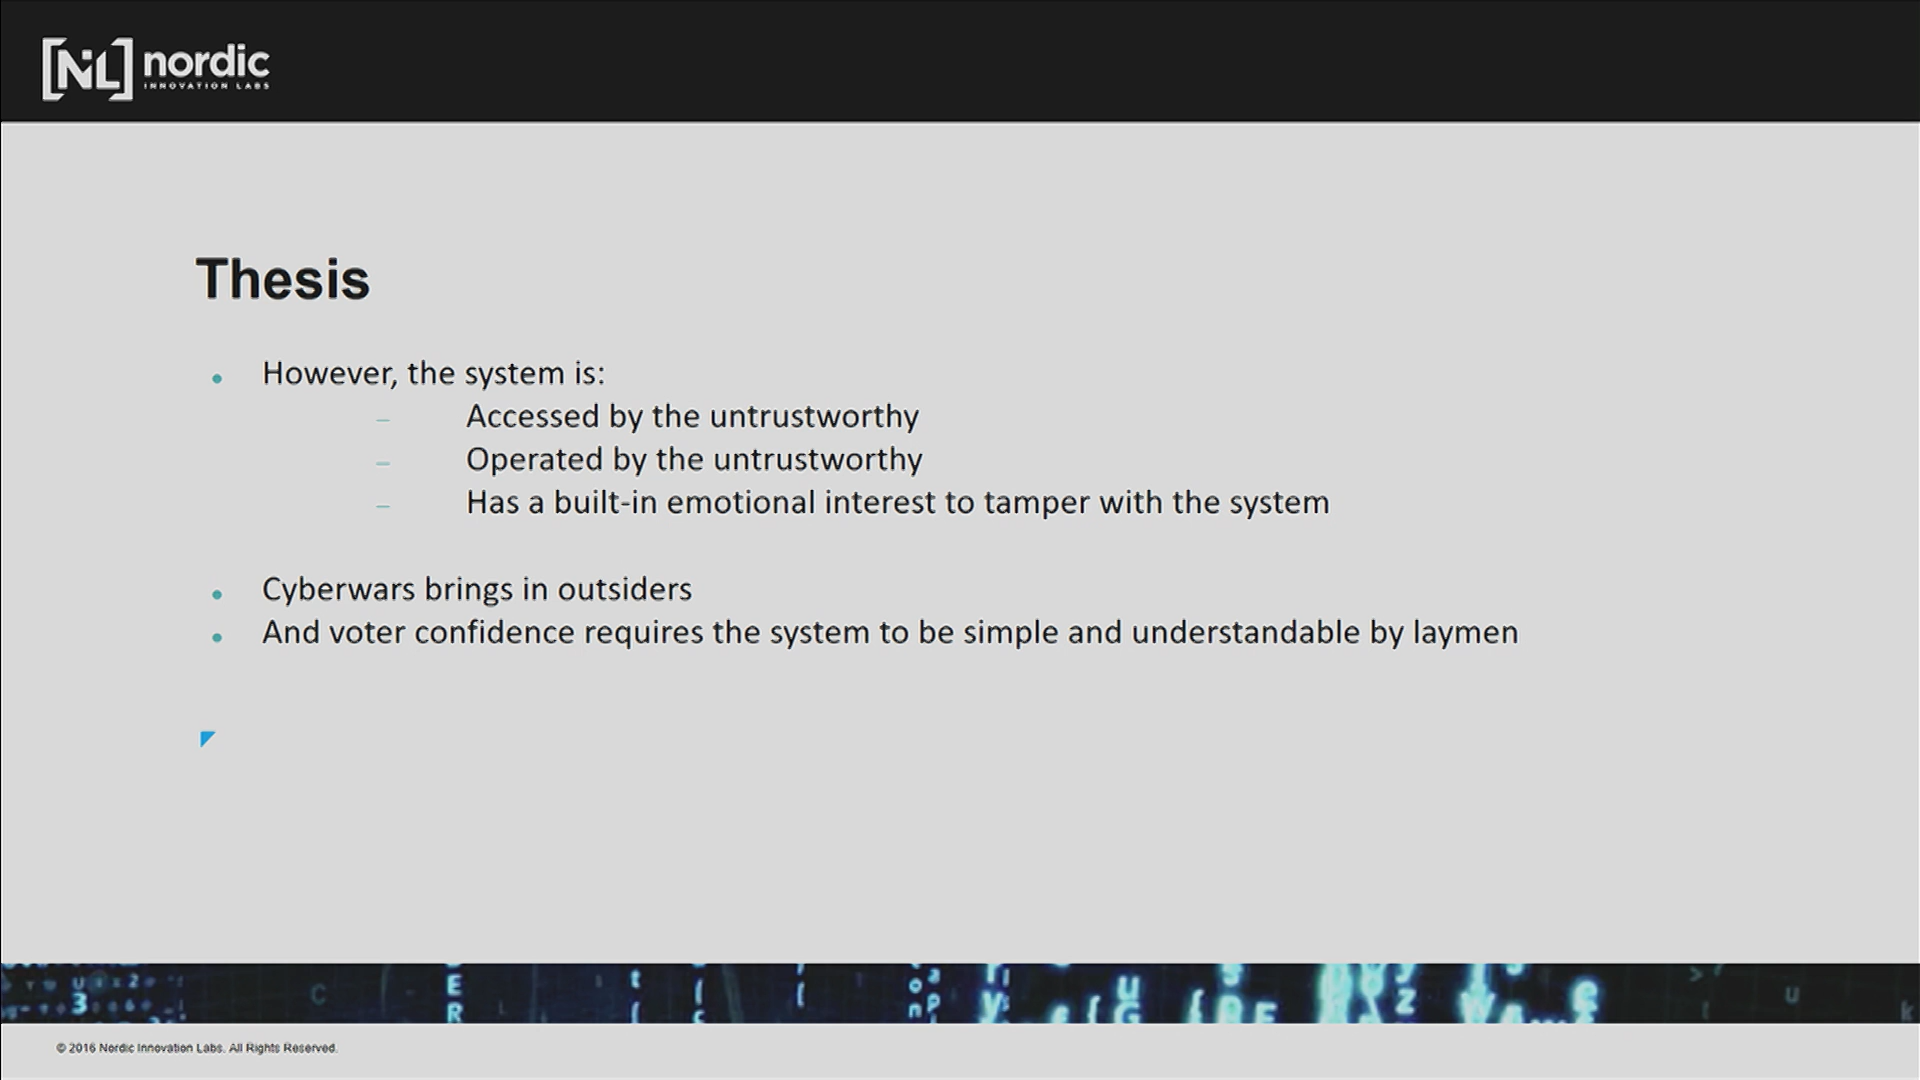 [NiL] nordic
INNOVATION LABS
Thesis
• However, the system is:
– Accessed by the untrustworthy
– Operated by the untrustworthy
– Has a built-in emotional interest to tamper with the system
• Cyberwars brings in outsiders
• And voter confidence requires the system to be simple and understandable by laymen
© 2016 Nordic Innovation Labs. All Rights Reserved.